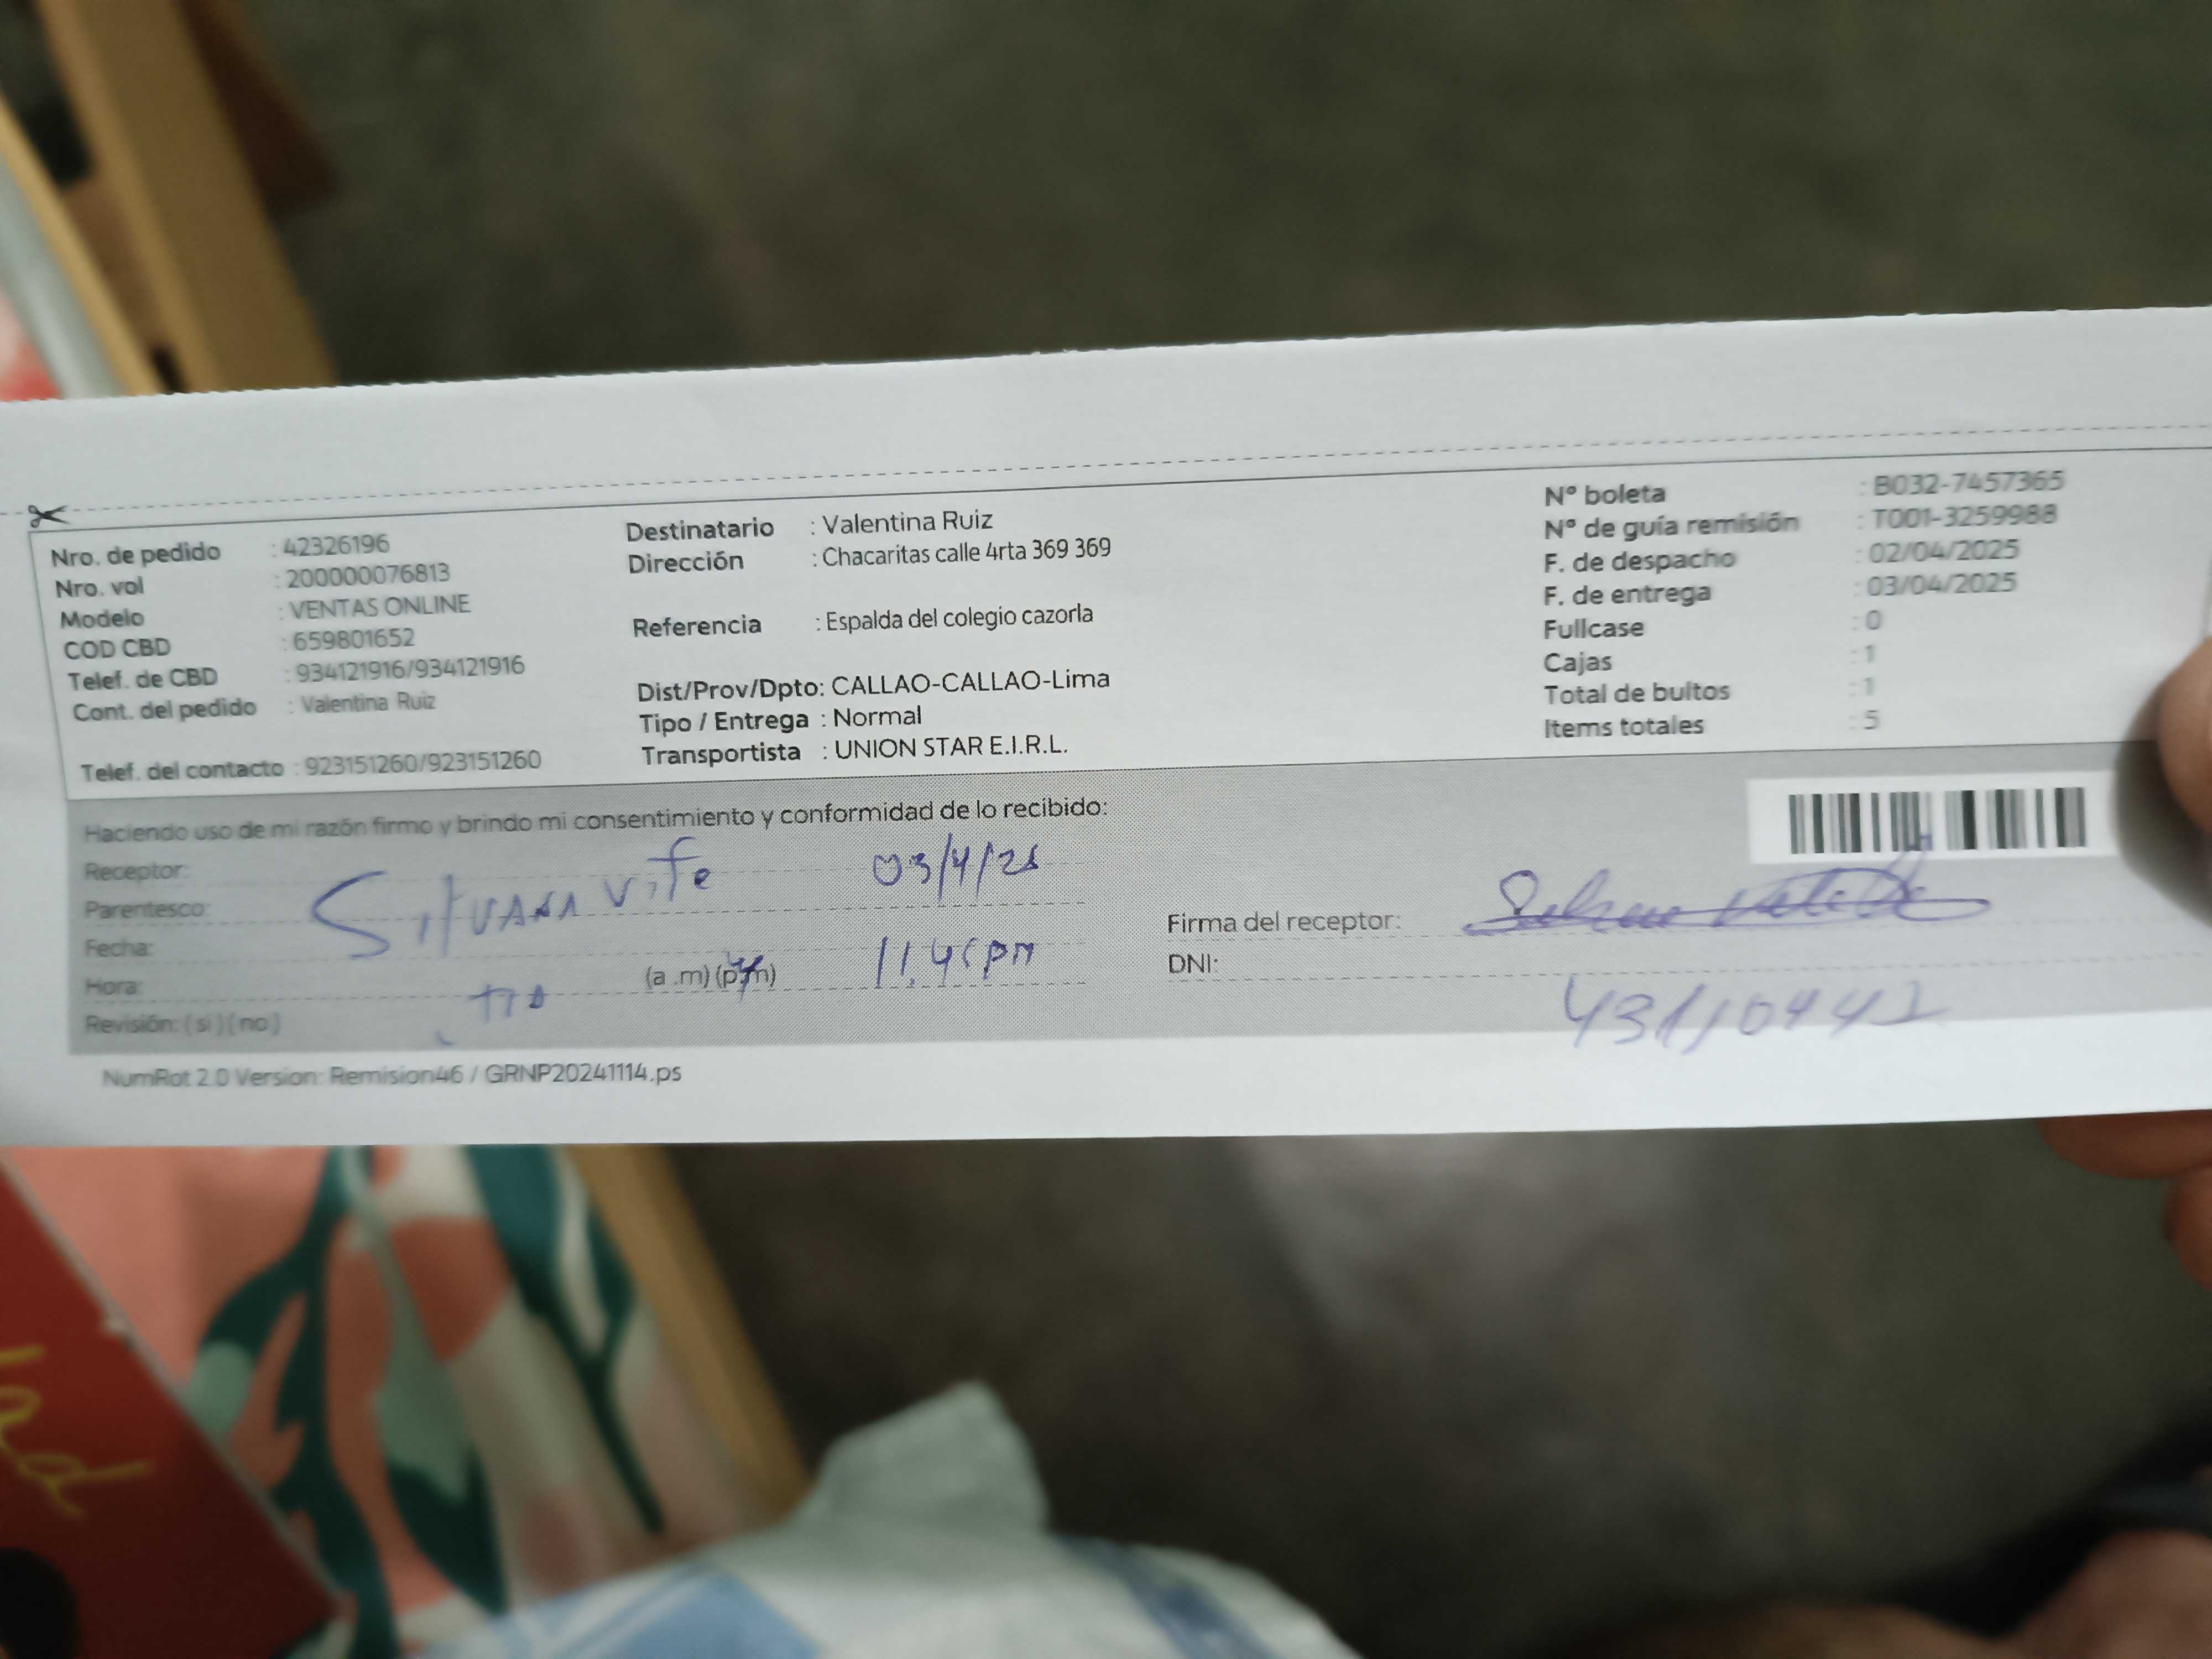 Nro. de pedido : 42326196
Nro. vol : 200000076813
Modelo : VENTAS ONLINE
COD CBD : 659801652
Telef. de CBD : 934121916/934121916
Cont. del pedido : Valentina Ruiz
Telef. del contacto : 923151260/923151260
Destinatario : Valentina Ruiz
Dirección : Chacaritas calle 4rta 369 369
Referencia : Espalda del colegio cazorla
Dist/Prov/Dpto: CALLAO-CALLAO-Lima
Tipo / Entrega : Normal
Transportista : UNION STAR E.I.R.L.
Nº boleta : B032-7457365
Nº de guía remisión : T001-3259988
F. de despacho : 02/04/2025
F. de entrega : 03/04/2025
Fullcase : 0
Cajas : 1
Total de bultos : 1
Items totales : 5
Haciendo uso de mi razón firmo y brindo mi consentimiento y conformidad de lo recibido:
Receptor:
Parentesco:
Fecha:
Hora: (a .m) (p.m)
Revisión: ( si ) ( no )
Firma del receptor:
DNI:
NumRot 2.0 Version: Remision46 / GRNP20241114.ps